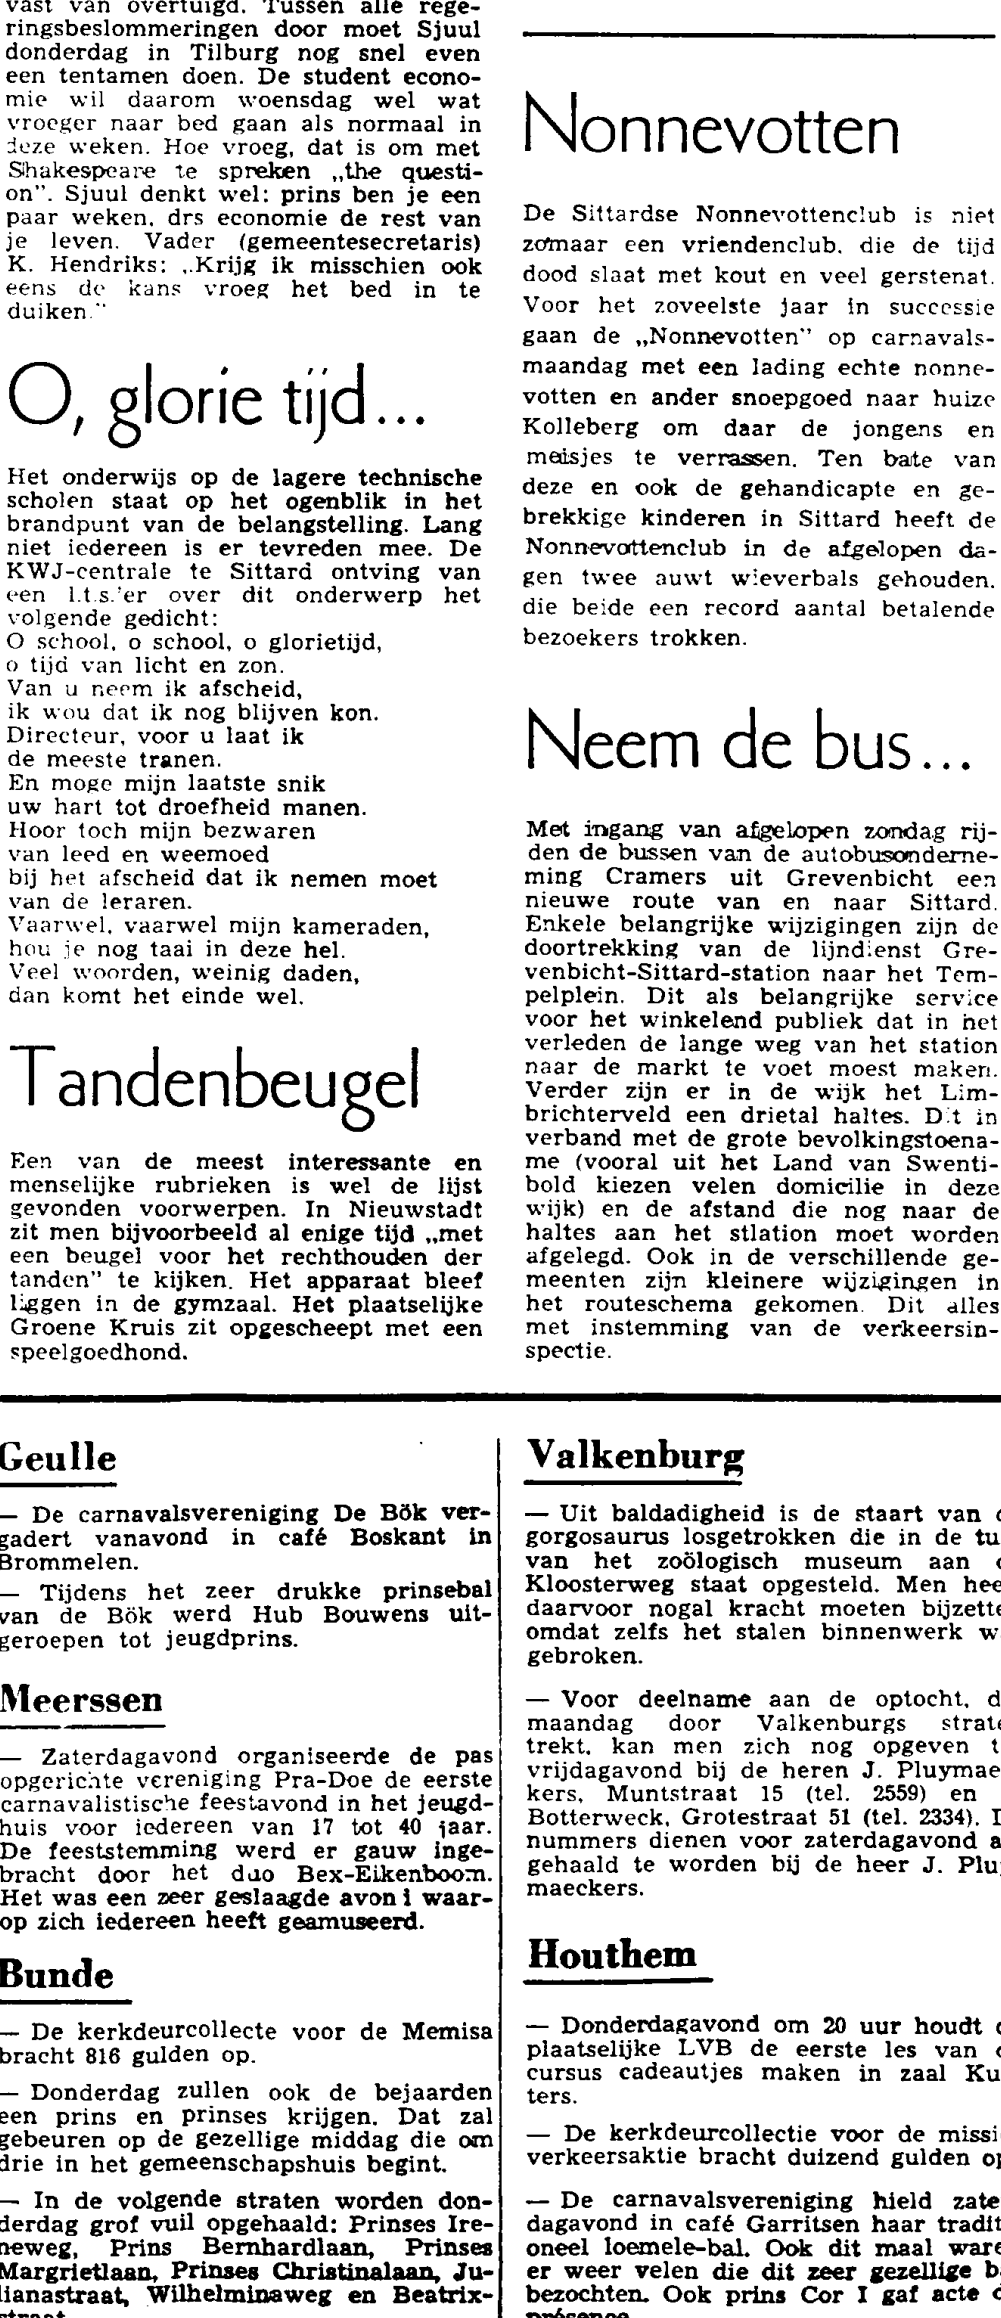 vast van overtuigd. Tussen alle rege-
ringsbeslommeringen door moet Sjuul
donderdag in Tilburg nog snel even
een tentamen doen. De student econo-
mie wil daarom woensdag wel wat
vroeger naar bed gaan als normaal in
deze weken. Hoe vroeg, dat is om met
Shakespeare te spreken „the questi-
on”. Sjuul denkt wel: prins ben je een
paar weken, drs economie de rest van
je leven. Vader (gemeentesecretaris)
K. Hendriks: „Krijg ik misschien ook
eens de kans vroeg het bed in te
duiken.”
O, glorie tijd...
Het onderwijs op de lagere technische
scholen staat op het ogenblik in het
brandpunt van de belangstelling. Lang
niet iedereen is er tevreden mee. De
KWJ-centrale te Sittard ontving van
een l.t.s.'er over dit onderwerp het
volgende gedicht:
O school, o school, o glorietijd,
o tijd van licht en zon.
Van u neem ik afscheid,
ik wou dat ik nog blijven kon.
Directeur, voor u laat ik
de meeste tranen.
En moge mijn laatste snik
uw hart tot droefheid manen.
Hoor toch mijn bezwaren
van leed en weemoed
bij het afscheid dat ik nemen moet
van de leraren.
Vaarwel, vaarwel mijn kameraden,
hou je nog taai in deze hel.
Veel woorden, weinig daden,
dan komt het einde wel.
Tandenbeugel
Een van de meest interessante en
menselijke rubrieken is wel de lijst
gevonden voorwerpen. In Nieuwstadt
zit men bijvoorbeeld al enige tijd „met
een beugel voor het rechthouden der
tanden” te kijken. Het apparaat bleef
liggen in de gymzaal. Het plaatselijke
Groene Kruis zit opgescheept met een
speelgoedhond.
Nonnevotten
De Sittardse Nonnevottenclub is niet
zomaar een vriendenclub, die de tijd
dood slaat met kout en veel gerstenat.
Voor het zoveelste jaar in successie
gaan de „Nonnevotten” op carnavals-
maandag met een lading echte nonne-
votten en ander snoepgoed naar huize
Kolleberg om daar de jongens en
meisjes te verrassen. Ten bate van
deze en ook de gehandicapte en ge-
brekkige kinderen in Sittard heeft de
Nonnevottenclub in de afgelopen da-
gen twee auwt wieverbals gehouden,
die beide een record aantal betalende
bezoekers trokken.
Neem de bus...
Met ingang van afgelopen zondag rij-
den de bussen van de autobusonderne-
ming Cramers uit Grevenbicht een
nieuwe route van en naar Sittard.
Enkele belangrijke wijzigingen zijn de
doortrekking van de lijndienst Gre-
venbicht-Sittard-station naar het Tem-
pelplein. Dit als belangrijke service
voor het winkelend publiek dat in het
verleden de lange weg van het station
naar de markt te voet moest maken.
Verder zijn er in de wijk het Lim-
brichterveld een drietal haltes. Dit in
verband met de grote bevolkingstoena-
me (vooral uit het Land van Swenti-
bold kiezen velen domicilie in deze
wijk) en de afstand die nog naar de
haltes aan het stlation moet worden
afgelegd. Ook in de verschillende ge-
meenten zijn kleinere wijzigingen in
het routeschema gekomen. Dit alles
met instemming van de verkeersin-
spectie.
Geulle
— De carnavalsvereniging De Bök ver-
gadert vanavond in café Boskant in
Brommelen.
— Tijdens het zeer drukke prinsebal
van de Bök werd Hub Bouwens uit-
geroepen tot jeugdprins.
Meerssen
— Zaterdagavond organiseerde de pas
opgerichte vereniging Pra-Doe de eerste
carnavalistische feestavond in het jeugd-
huis voor iedereen van 17 tot 40 jaar.
De feeststemming werd er gauw inge-
bracht door het duo Bex-Eikenboom.
Het was een zeer geslaagde avond waar-
op zich iedereen heeft geamuseerd.
Bunde
— De kerkdeurcollecte voor de Memisa
bracht 816 gulden op.
— Donderdag zullen ook de bejaarden
een prins en prinses krijgen. Dat zal
gebeuren op de gezellige middag die om
drie in het gemeenschapshuis begint.
— In de volgende straten worden don-
derdag grof vuil opgehaald: Prinses Ire-
neweg, Prins Bernhardlaan, Prinses
Margrietlaan, Prinses Christinalaan, Ju-
lianastraat, Wilhelminaweg en Beatrix-
straat
Valkenburg
— Uit baldadigheid is de staart van
gorgosaurus losgetrokken die in de tu
van het zoölogisch museum aan
Kloosterweg staat opgesteld. Men hee
daarvoor nogal kracht moeten bijzette
omdat zelfs het stalen binnenwerk w
gebroken.
— Voor deelname aan de optocht, d
maandag door Valkenburgs strate
trekt, kan men zich nog opgeven t
vrijdagavond bij de heren J. Pluymae
kers, Muntstraat 15 (tel. 2559) en
Botterweck, Grotestraat 51 (tel. 2334). D
nummers dienen voor zaterdagavond a
gehaald te worden bij de heer J. Pluy
maeckers.
Houthem
— Donderdagavond om 20 uur houdt
plaatselijke LVB de eerste les van
cursus cadeautjes maken in zaal Ku
ters.
— De kerkdeurcollectie voor de missi
verkeersaktie bracht duizend gulden op
— De carnavalsvereniging hield zate
dagavond in café Garritsen haar tradit
oneel loemele-bal. Ook dit maal ware
er weer velen die dit zeer gezellige b
bezochten. Ook prins Cor I gaf acte
présence